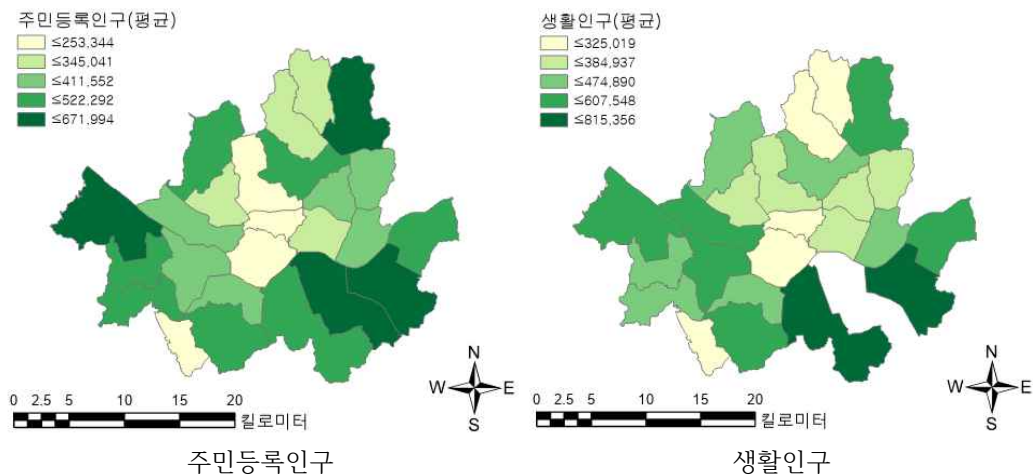 주민등록인구(평균)
≤253,344
≤345,041
≤411,552
≤522,292
≤671,994
0 2.5 5 10 15 20
킬로미터
N
W E
S
주민등록인구
생활인구(평균)
≤325,019
≤384,937
≤474,890
≤607,548
≤815,356
0 2.5 5 10 15 20
킬로미터
N
W E
S
생활인구